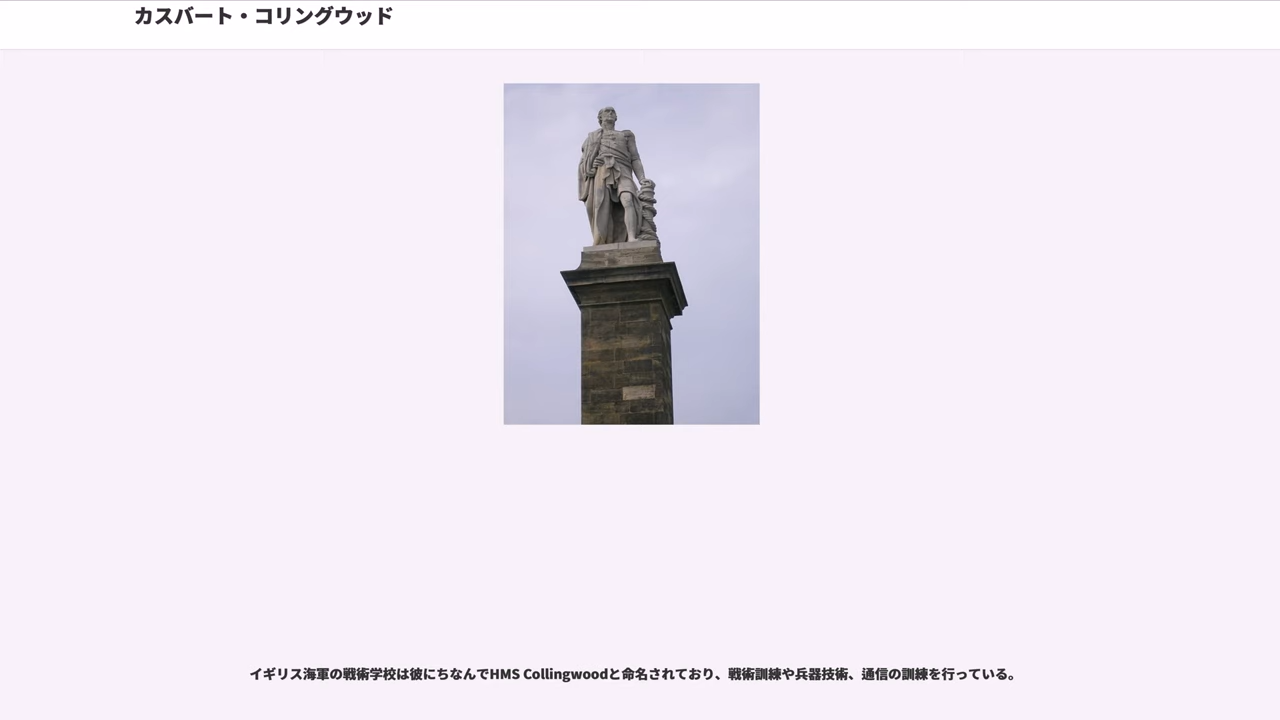 カスバート・コリングウッド
イギリス海軍の戦術学校は彼にちなんでHMS Collingwoodと命名されており、戦術訓練や兵器技術、通信の訓練を行っている。